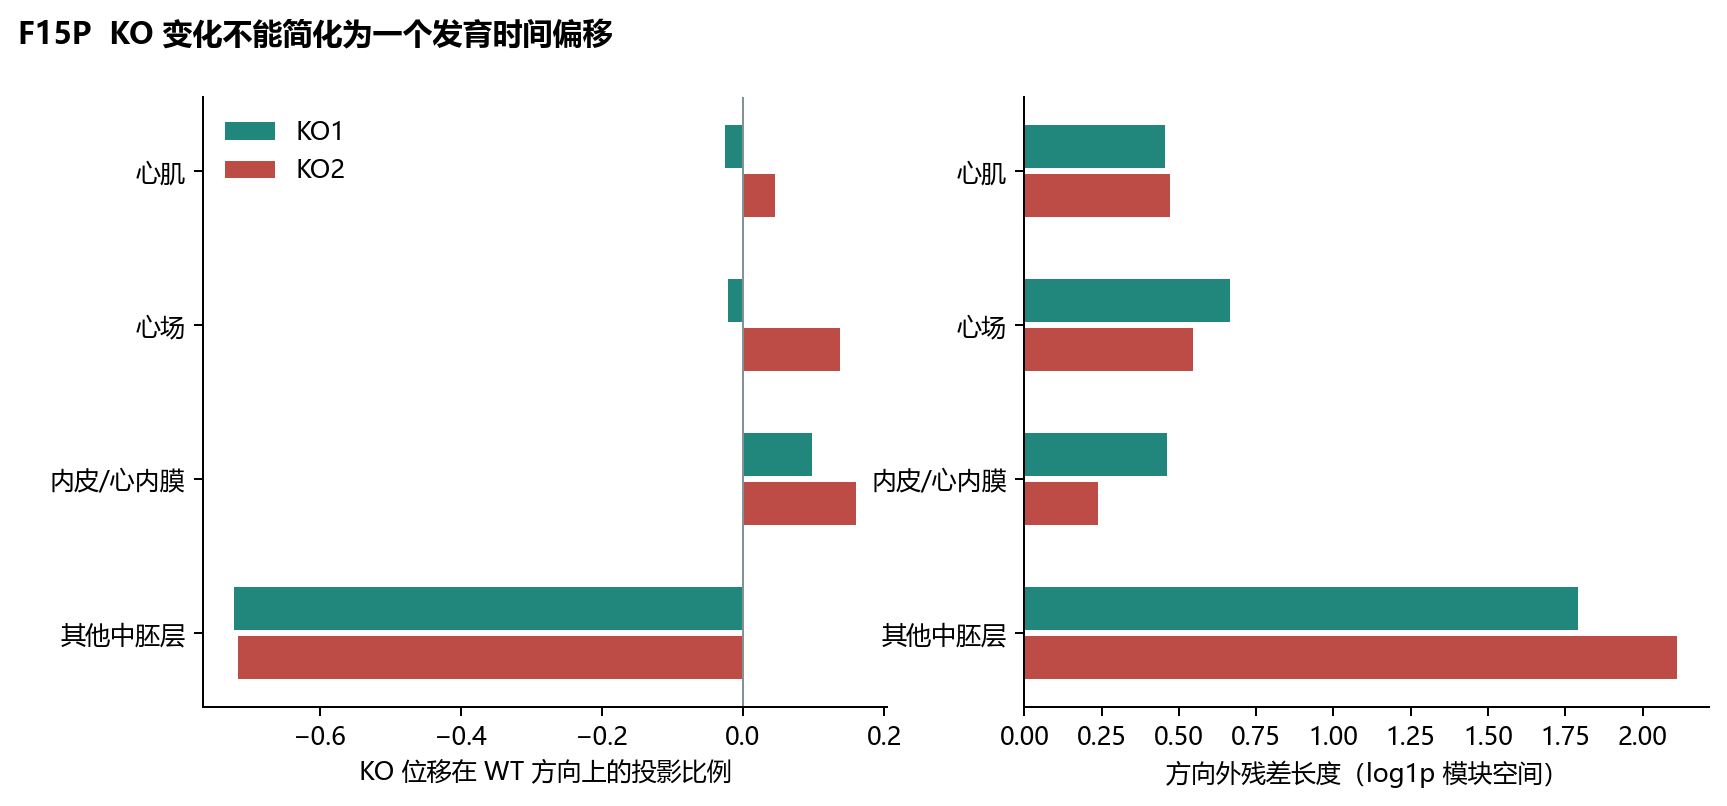 F15P KO 变化不能简化为一个发育时间偏移
KO1
KO2
心肌
心场
内皮/心内膜
其他中胚层
−0.6 −0.4 −0.2 0.0 0.2
KO 位移在 WT 方向上的投影比例
心肌
心场
内皮/心内膜
其他中胚层
0.00 0.25 0.50 0.75 1.00 1.25 1.50 1.75 2.00
方向外残差长度（log1p 模块空间）